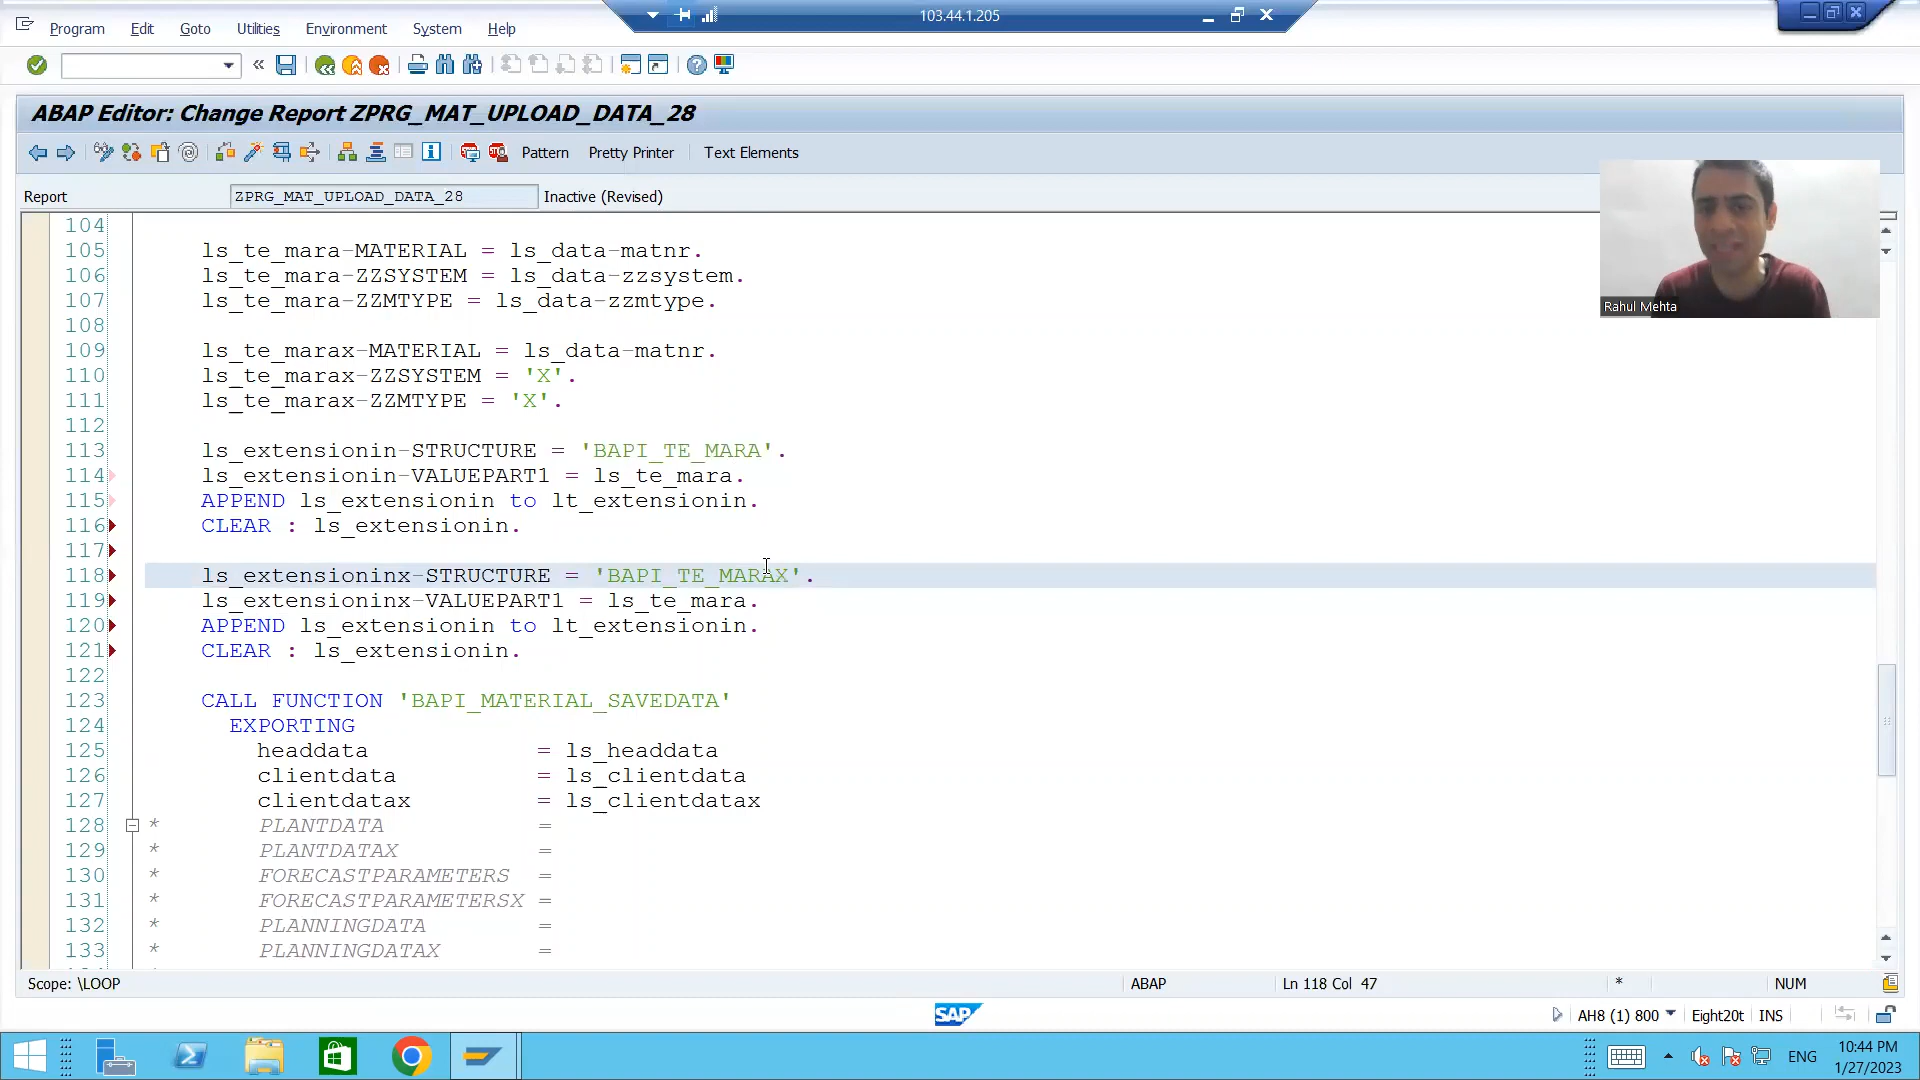 103.44.1.205
Program Edit Goto Utilities Environment System Help
ABAP Editor: Change Report ZPRG_MAT_UPLOAD_DATA_28
Pattern Pretty Printer Text Elements
Report ZPRG_MAT_UPLOAD_DATA_28 Inactive (Revised)
Rahul Mehta
104
105 ls_te_mara-MATERIAL = ls_data-matnr.
106 ls_te_mara-ZZSYSTEM = ls_data-zzsystem.
107 ls_te_mara-ZZMTYPE = ls_data-zzmtype.
108
109 ls_te_marax-MATERIAL = ls_data-matnr.
110 ls_te_marax-ZZSYSTEM = 'X'.
111 ls_te_marax-ZZMTYPE = 'X'.
112
113 ls_extensionin-STRUCTURE = 'BAPI_TE_MARA'.
114 ls_extensionin-VALUEPART1 = ls_te_mara.
115 APPEND ls_extensionin to lt_extensionin.
116 CLEAR : ls_extensionin.
117
118 ls_extensioninx-STRUCTURE = 'BAPI_TE_MARAX'.
119 ls_extensioninx-VALUEPART1 = ls_te_mara.
120 APPEND ls_extensionin to lt_extensionin.
121 CLEAR : ls_extensionin.
122
123 CALL FUNCTION 'BAPI_MATERIAL_SAVEDATA'
124 EXPORTING
125 headdata = ls_headdata
126 clientdata = ls_clientdata
127 clientdatax = ls_clientdatax
128 * PLANTDATA =
129 * PLANTDATAX =
130 * FORECASTPARAMETERS =
131 * FORECASTPARAMETERSX =
132 * PLANNINGDATA =
133 * PLANNINGDATAX =
Scope: \LOOP ABAP Ln 118 Col 47 * NUM
SAP AH8 (1) 800 Eight20t INS
ENG 10:44 PM
1/27/2023